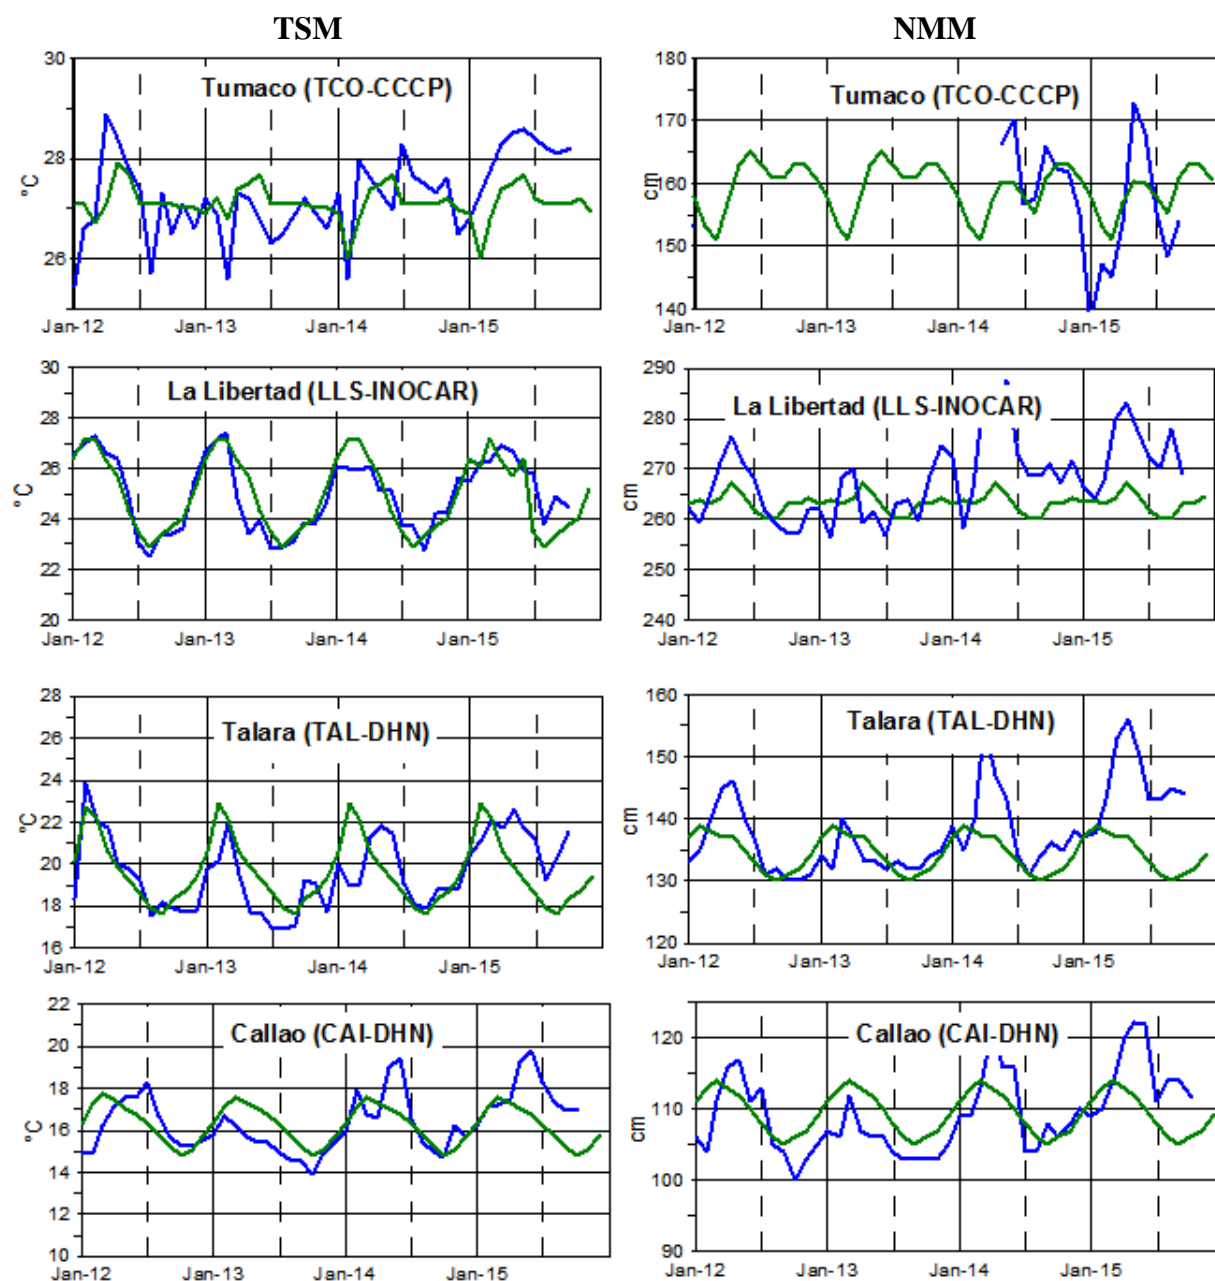 TSM
NMM
30
28
26
°C
Tumaco (TCO-CCCP)
Jan-12 Jan-13 Jan-14 Jan-15
180
170
160
150
140
cm
Tumaco (TCO-CCCP)
Jan-12 Jan-13 Jan-14 Jan-15
30
28
26
24
22
20
°C
La Libertad (LLS-INOCAR)
Jan-12 Jan-13 Jan-14 Jan-15
290
280
270
260
250
240
cm
La Libertad (LLS-INOCAR)
Jan-12 Jan-13 Jan-14 Jan-15
28
26
24
22
20
18
16
°C
Talara (TAL-DHN)
Jan-12 Jan-13 Jan-14 Jan-15
160
150
140
130
120
cm
Talara (TAL-DHN)
Jan-12 Jan-13 Jan-14 Jan-15
22
20
18
16
14
12
10
°C
Callao (CAL-DHN)
Jan-12 Jan-13 Jan-14 Jan-15
120
110
100
90
cm
Callao (CAL-DHN)
Jan-12 Jan-13 Jan-14 Jan-15